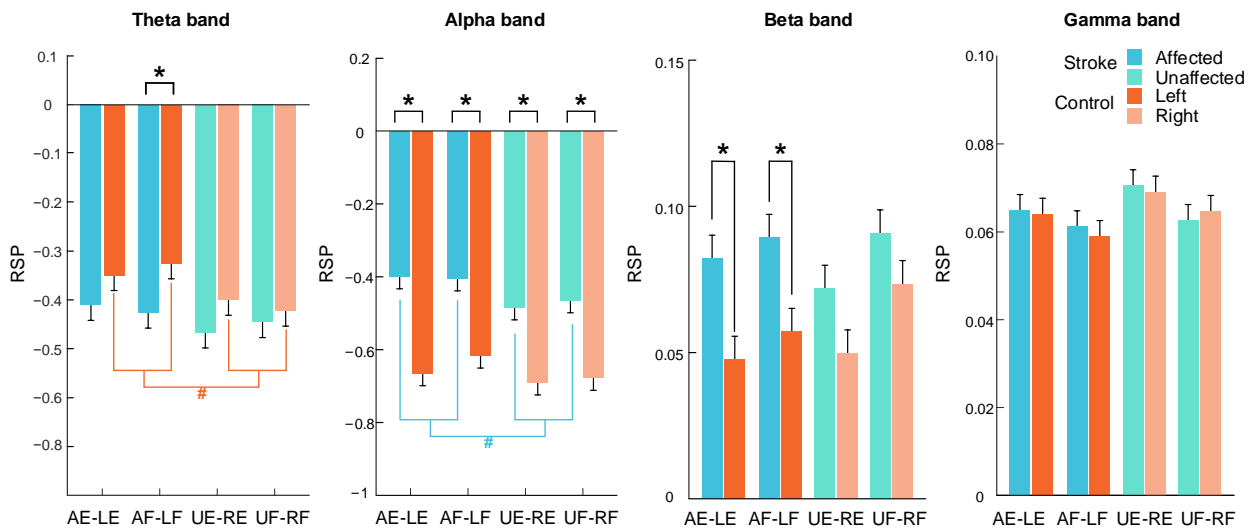 Theta band
0.1
0
−0.1
−0.2
−0.3
−0.4
−0.5
−0.6
−0.8
RSP
*
#
AE-LE AF-LF UE-RE UF-RF
Alpha band
0.2
0
−0.2
−0.4
−0.6
−0.8
−1
RSP
* * * *
#
AE-LE AF-LF UE-RE UF-RF
Beta band
0.15
0.10
0.05
0
RSP
* *
AE-LE AF-LF UE-RE UF-RF
Gamma band
0.10
0.08
0.06
0.04
0.02
0
RSP
Stroke Affected
Unaffected
Control Left
Right
AE-LE AF-LF UE-RE UF-RF